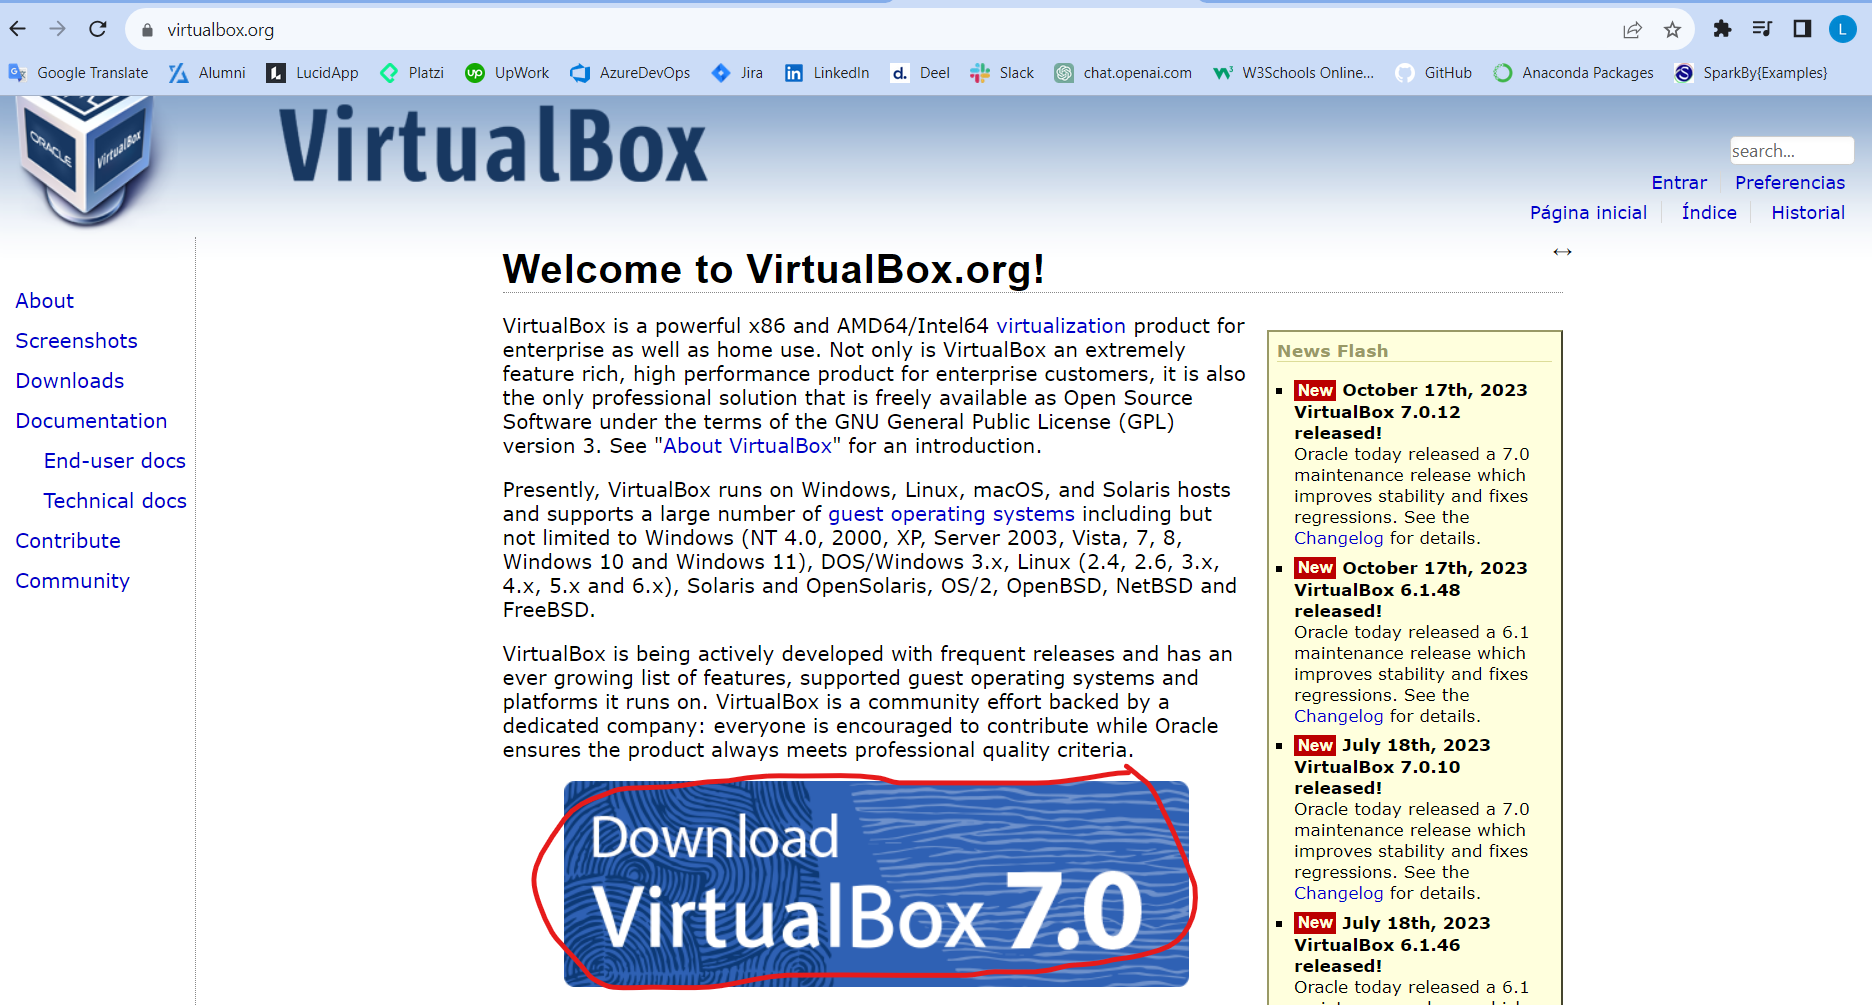 virtualbox.org
L
Google Translate
Alumni
LucidApp
Platzi
up
UpWork
AzureDevOps
Jira
in
LinkedIn
d.
Deel
Slack
chat.openai.com
W3Schools Online...
GitHub
Anaconda Packages
SparkBy{Examples}
ORACLE
VirtualBox
VirtualBox
search...
Entrar
Preferencias
Página inicial
Índice
Historial
About
Screenshots
Downloads
Documentation
End-user docs
Technical docs
Contribute
Community
Welcome to VirtualBox.org!
VirtualBox is a powerful x86 and AMD64/Intel64 virtualization product for
enterprise as well as home use. Not only is VirtualBox an extremely
feature rich, high performance product for enterprise customers, it is also
the only professional solution that is freely available as Open Source
Software under the terms of the GNU General Public License (GPL)
version 3. See "About VirtualBox" for an introduction.
Presently, VirtualBox runs on Windows, Linux, macOS, and Solaris hosts
and supports a large number of guest operating systems including but
not limited to Windows (NT 4.0, 2000, XP, Server 2003, Vista, 7, 8,
Windows 10 and Windows 11), DOS/Windows 3.x, Linux (2.4, 2.6, 3.x,
4.x, 5.x and 6.x), Solaris and OpenSolaris, OS/2, OpenBSD, NetBSD and
FreeBSD.
VirtualBox is being actively developed with frequent releases and has an
ever growing list of features, supported guest operating systems and
platforms it runs on. VirtualBox is a community effort backed by a
dedicated company: everyone is encouraged to contribute while Oracle
ensures the product always meets professional quality criteria.
Download
VirtualBox 7.0
News Flash
New October 17th, 2023
VirtualBox 7.0.12
released!
Oracle today released a 7.0
maintenance release which
improves stability and fixes
regressions. See the
Changelog for details.
New October 17th, 2023
VirtualBox 6.1.48
released!
Oracle today released a 6.1
maintenance release which
improves stability and fixes
regressions. See the
Changelog for details.
New July 18th, 2023
VirtualBox 7.0.10
released!
Oracle today released a 7.0
maintenance release which
improves stability and fixes
regressions. See the
Changelog for details.
New July 18th, 2023
VirtualBox 6.1.46
released!
Oracle today released a 6.1